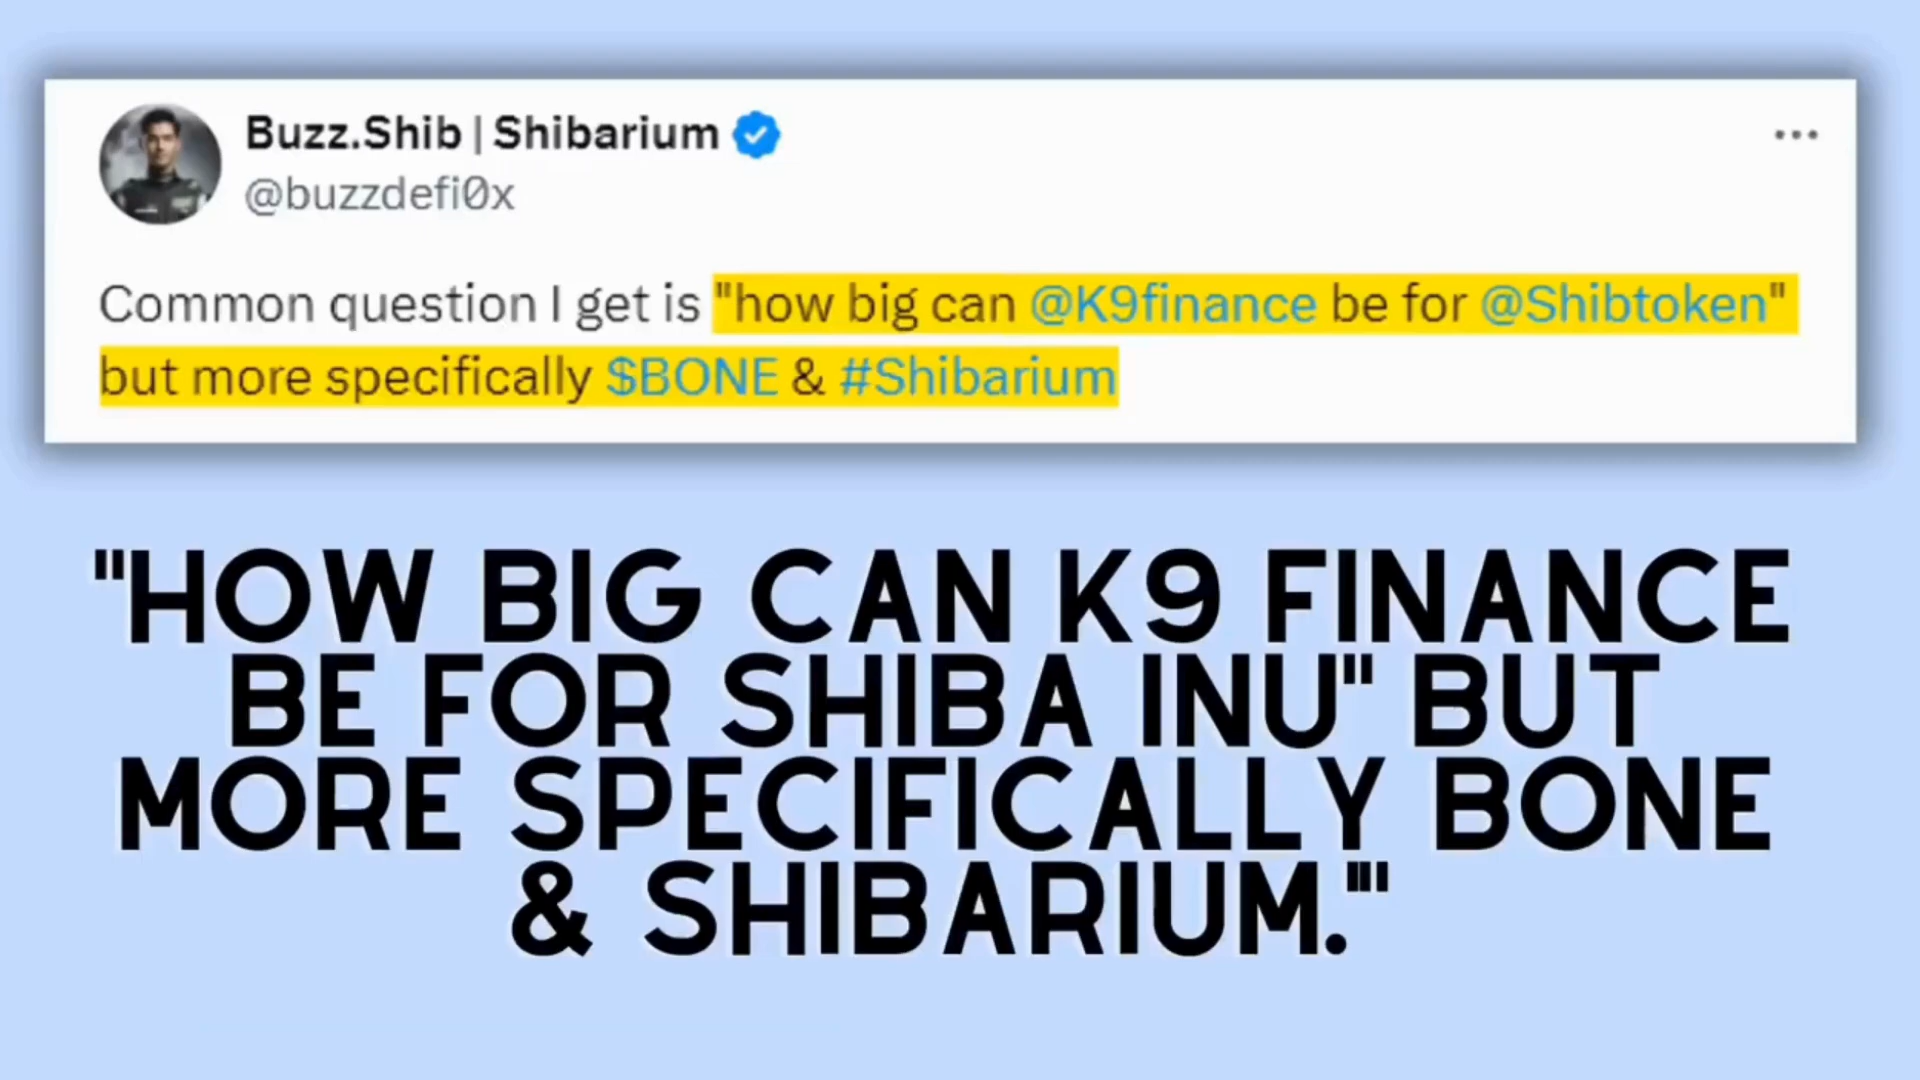 Buzz.Shib | Shibarium
@buzzdefi0x
Common question I get is "how big can @K9finance be for @Shibtoken"
but more specifically $BONE & #Shibarium
"HOW BIG CAN K9 FINANCE
BE FOR SHIBA INU" BUT
MORE SPECIFICALLY BONE
& SHIBARIUM."'